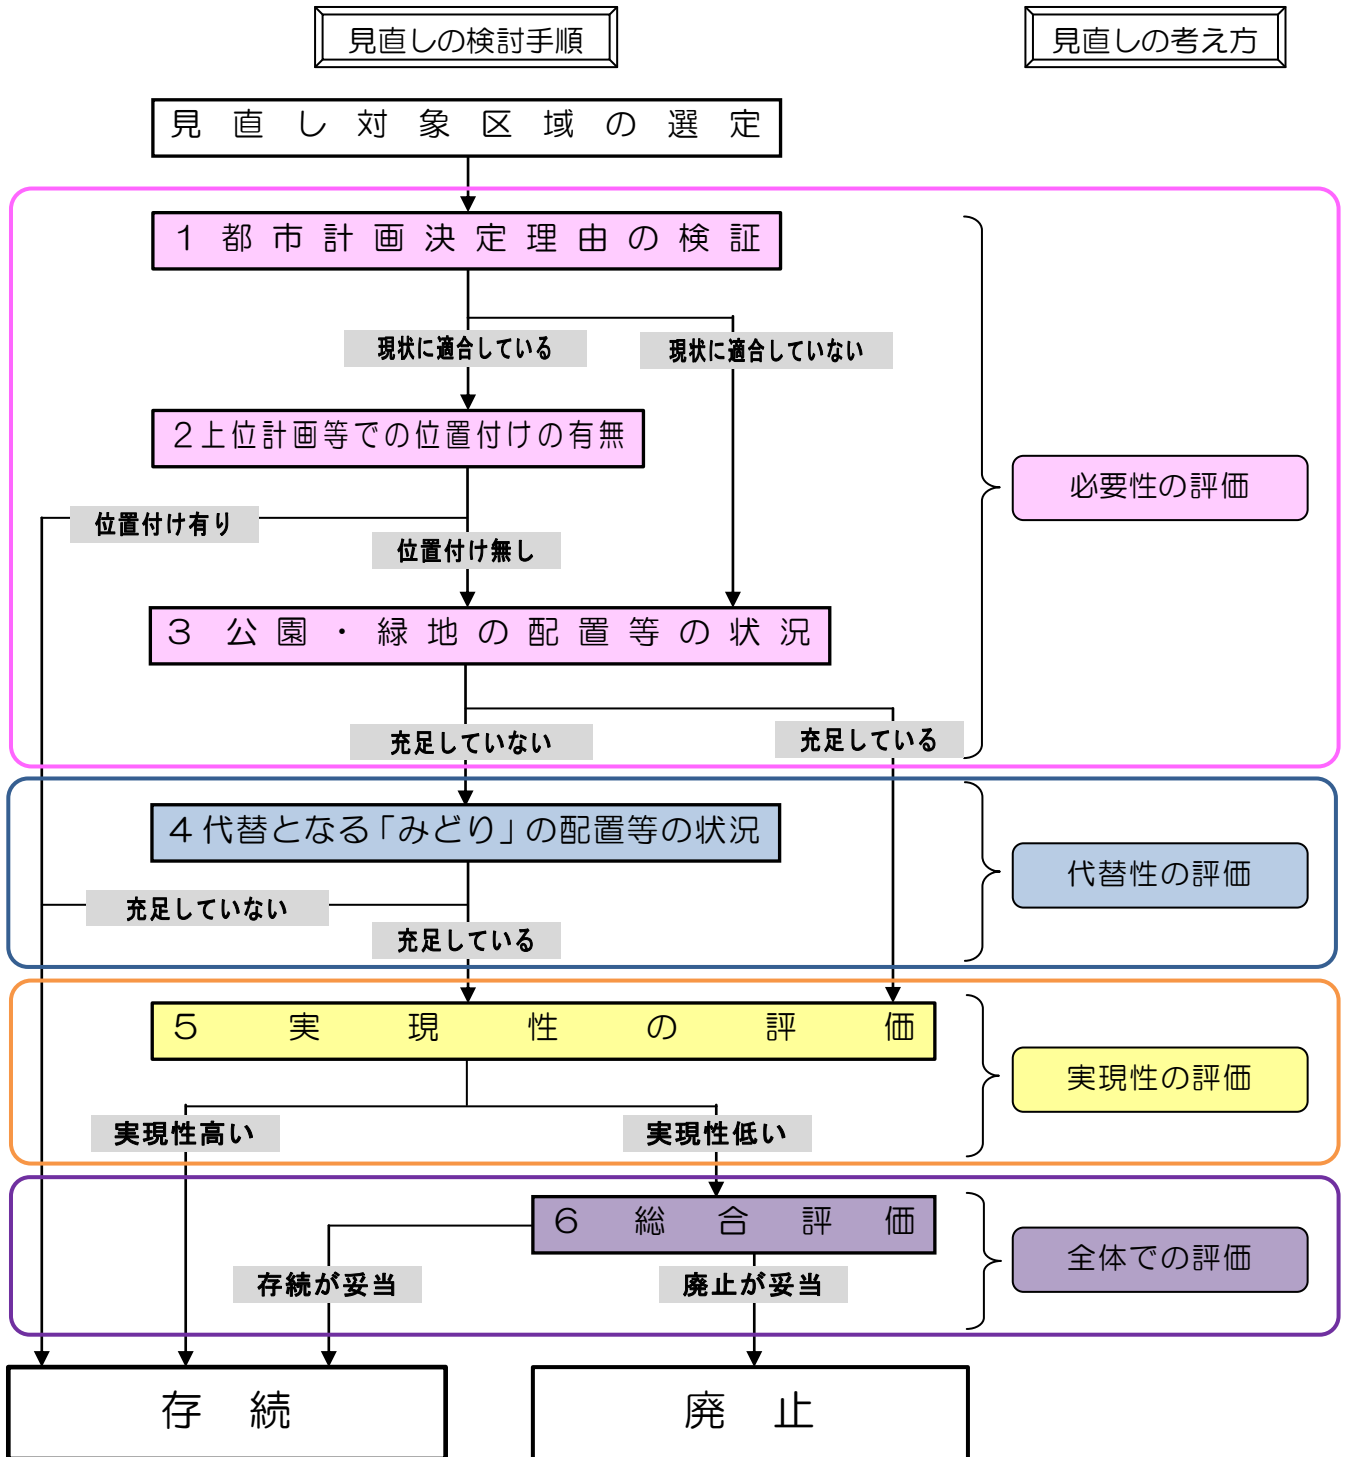 見直しの検討手順
見直しの考え方
見直し対象区域の選定
1 都市計画決定理由の検証
現状に適合している
現状に適合していない
2上位計画等での位置付けの有無
必要性の評価
位置付け有り
位置付け無し
3 公園・緑地の配置等の状況
充足していない
充足している
4代替となる「みどり」の配置等の状況
代替性の評価
充足していない
充足している
5 実現性の評価
実現性の評価
実現性高い
実現性低い
6 総合評価
全体での評価
存続が妥当
廃止が妥当
存続
廃止